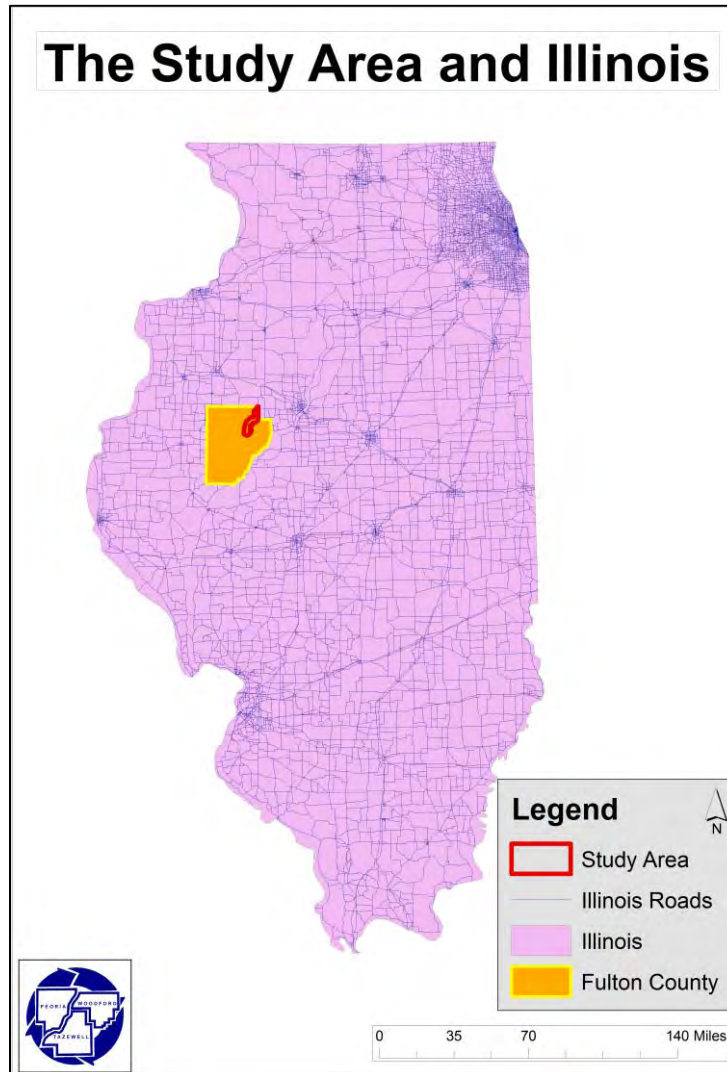 The Study Area and Illinois
Legend
N
Study Area
Illinois Roads
Illinois
Fulton County
PEORIA
WOODFORD
TAZEWELL
0 35 70 140 Miles